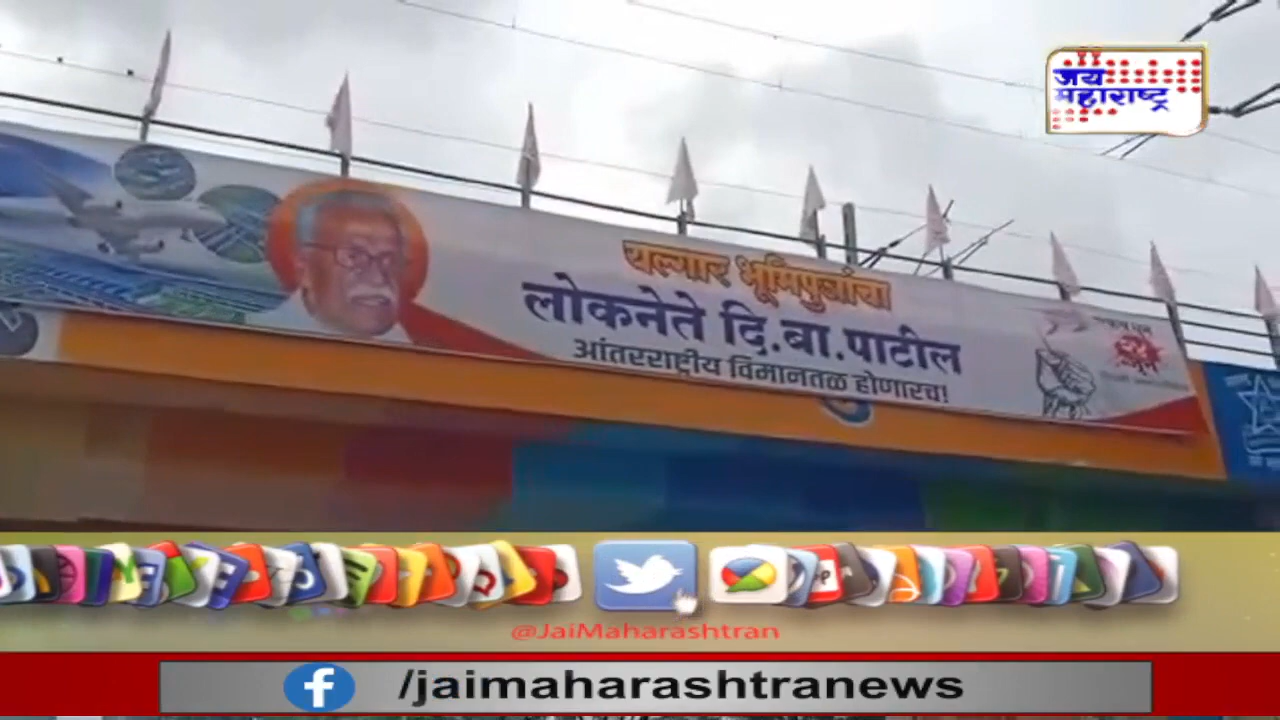 जय
महाराष्ट्र
यल्गार भूमिपुत्रांचा
लोकनेते दि.बा.पाटील
आंतरराष्ट्रीय विमानतळ होणारच!
@JaiMaharashtran
/jaimaharashtranews